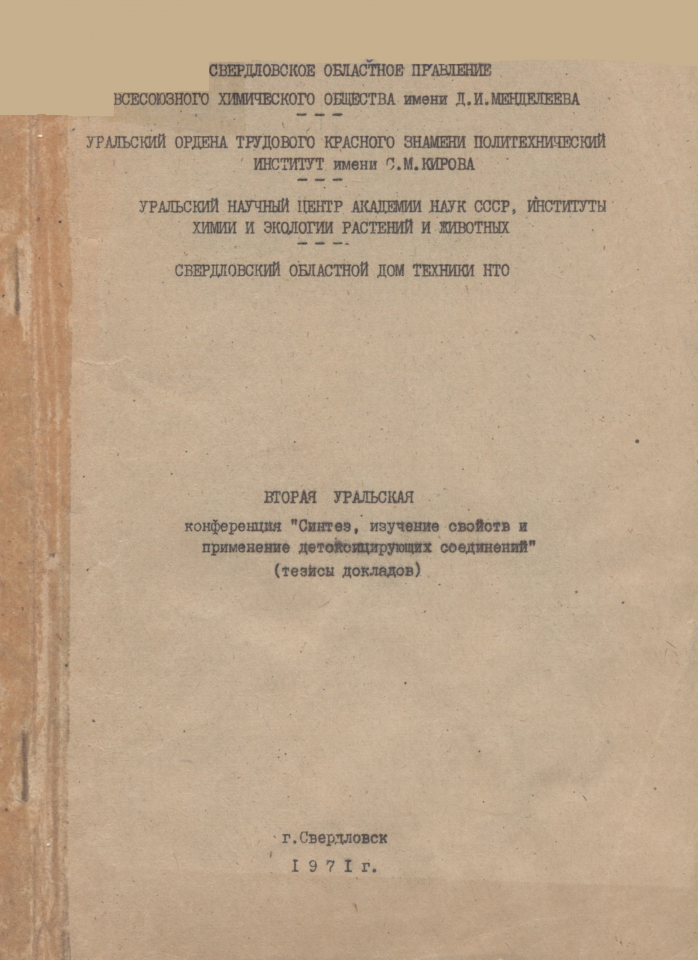 СВЕРДЛОВСКОЕ ОБЛАСТНОЕ ПРАВЛЕНИЕ
ВСЕСОЮЗНОГО ХИМИЧЕСКОГО ОБЩЕСТВА имени Д.И.МЕНДЕЛЕЕВА
- - -
УРАЛЬСКИЙ ОРДЕНА ТРУДОВОГО КРАСНОГО ЗНАМЕНИ ПОЛИТЕХНИЧЕСКИЙ
ИНСТИТУТ имени С.М.КИРОВА
- - -
УРАЛЬСКИЙ НАУЧНЫЙ ЦЕНТР АКАДЕМИИ НАУК СССР, ИНСТИТУТЫ
ХИМИИ И ЭКОЛОГИИ РАСТЕНИЙ И ЖИВОТНЫХ
- - -
СВЕРДЛОВСКИЙ ОБЛАСТНОЙ ДОМ ТЕХНИКИ НТО
ВТОРАЯ УРАЛЬСКАЯ
конференция "Синтез, изучение свойств и
применение детоксицирующих соединений"
(тезисы докладов)
г.Свердловск
I97Iг.